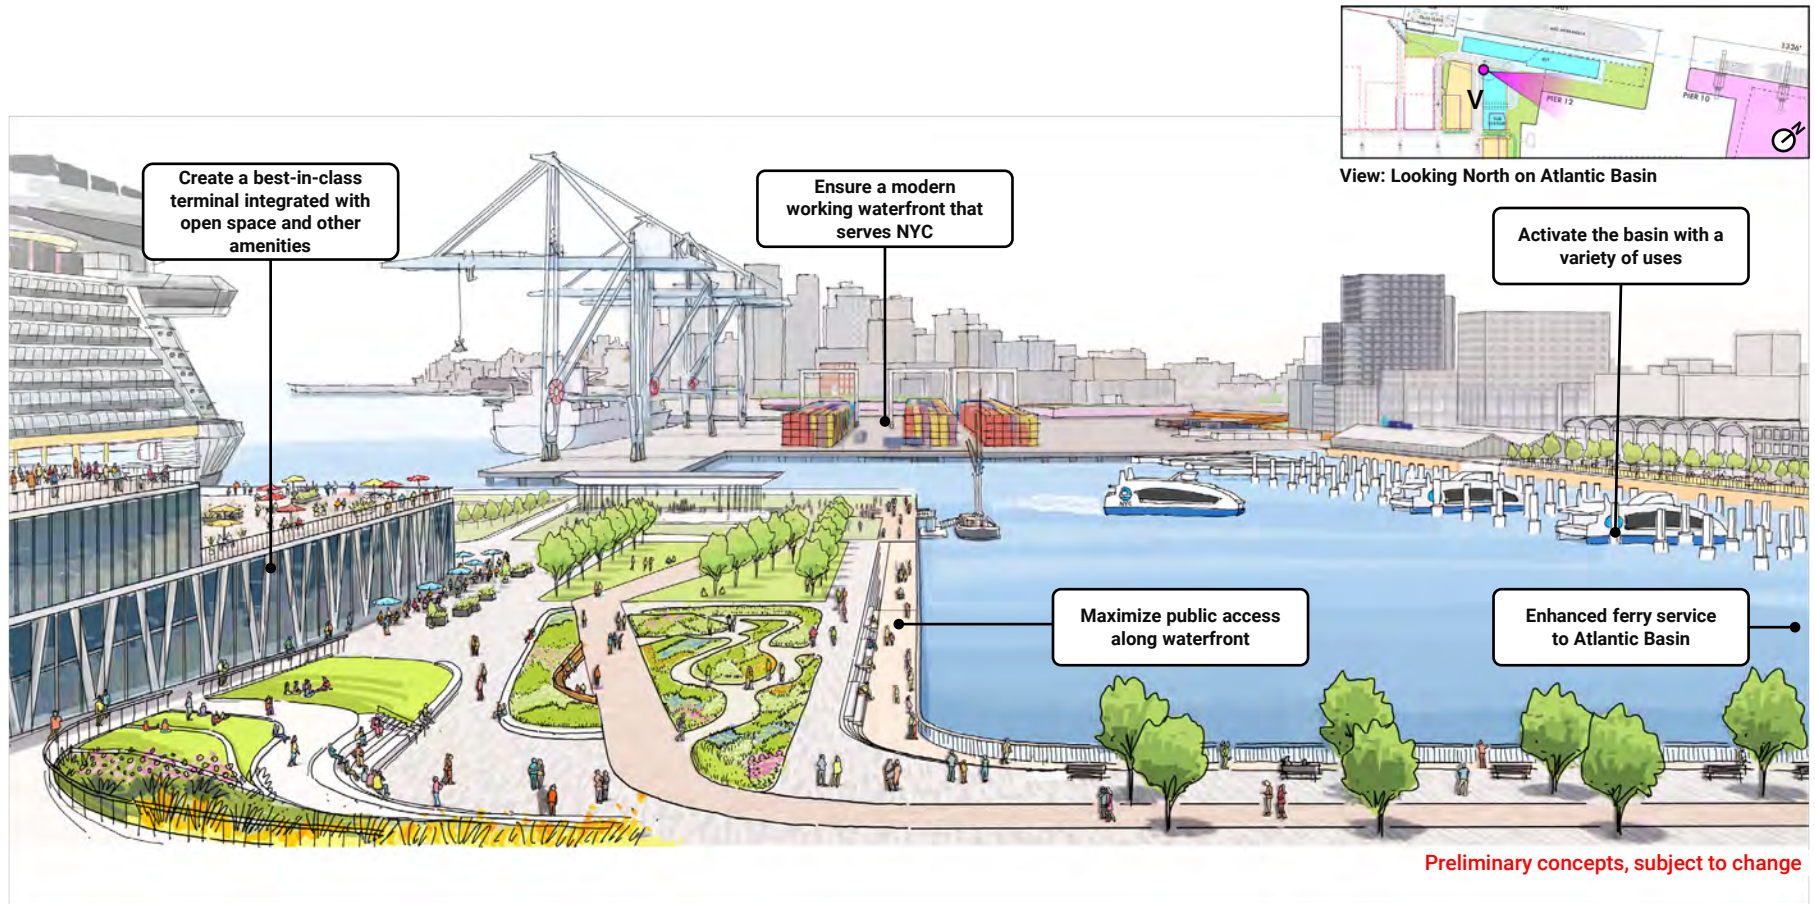 1336'
PIER 12
PIER 10
V
N
View: Looking North on Atlantic Basin
Create a best-in-class
terminal integrated with
open space and other
amenities
Ensure a modern
working waterfront that
serves NYC
Activate the basin with a
variety of uses
NYC
Maximize public access
along waterfront
Enhanced ferry service
to Atlantic Basin
Preliminary concepts, subject to change